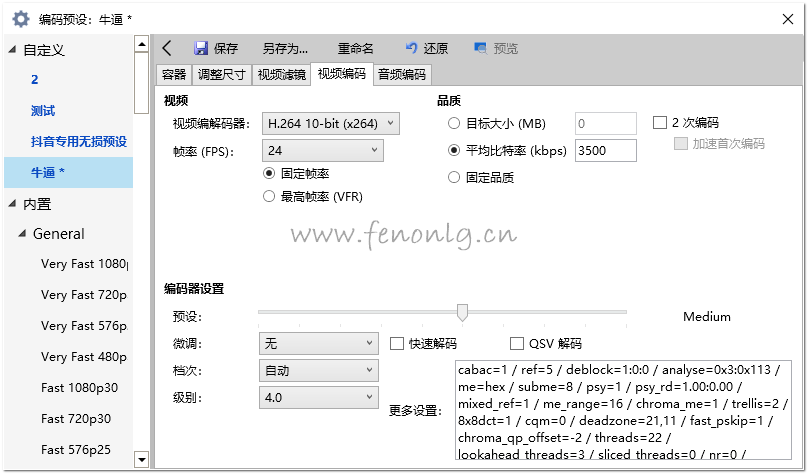 编码预设：牛逼 *
自定义
2
测试
抖音专用无损预设
牛逼 *
内置
General
Very Fast 1080p
Very Fast 720p
Very Fast 576p
Very Fast 480p
Fast 1080p30
Fast 720p30
Fast 576p25
保存 另存为... 重命名 还原 预览
容器 调整尺寸 视频滤镜 视频编码 音频编码
视频
视频编解码器: H.264 10-bit (x264)
帧率 (FPS): 24
固定帧率
最高帧率 (VFR)
品质
目标大小 (MB) 0 2 次编码
平均比特率 (kbps) 3500 加速首次编码
固定品质
www.fenonlg.cn
编码器设置
预设: Medium
微调: 无 快速解码 QSV 解码
档次: 自动
级别: 4.0
更多设置:
cabac=1 / ref=5 / deblock=1:0:0 / analyse=0x3:0x113 /
me=hex / subme=8 / psy=1 / psy_rd=1.00:0.00 /
mixed_ref=1 / me_range=16 / chroma_me=1 / trellis=2 /
8x8dct=1 / cqm=0 / deadzone=21,11 / fast_pskip=1 /
chroma_qp_offset=-2 / threads=22 /
lookahead_threads=3 / sliced_threads=0 / nr=0 /